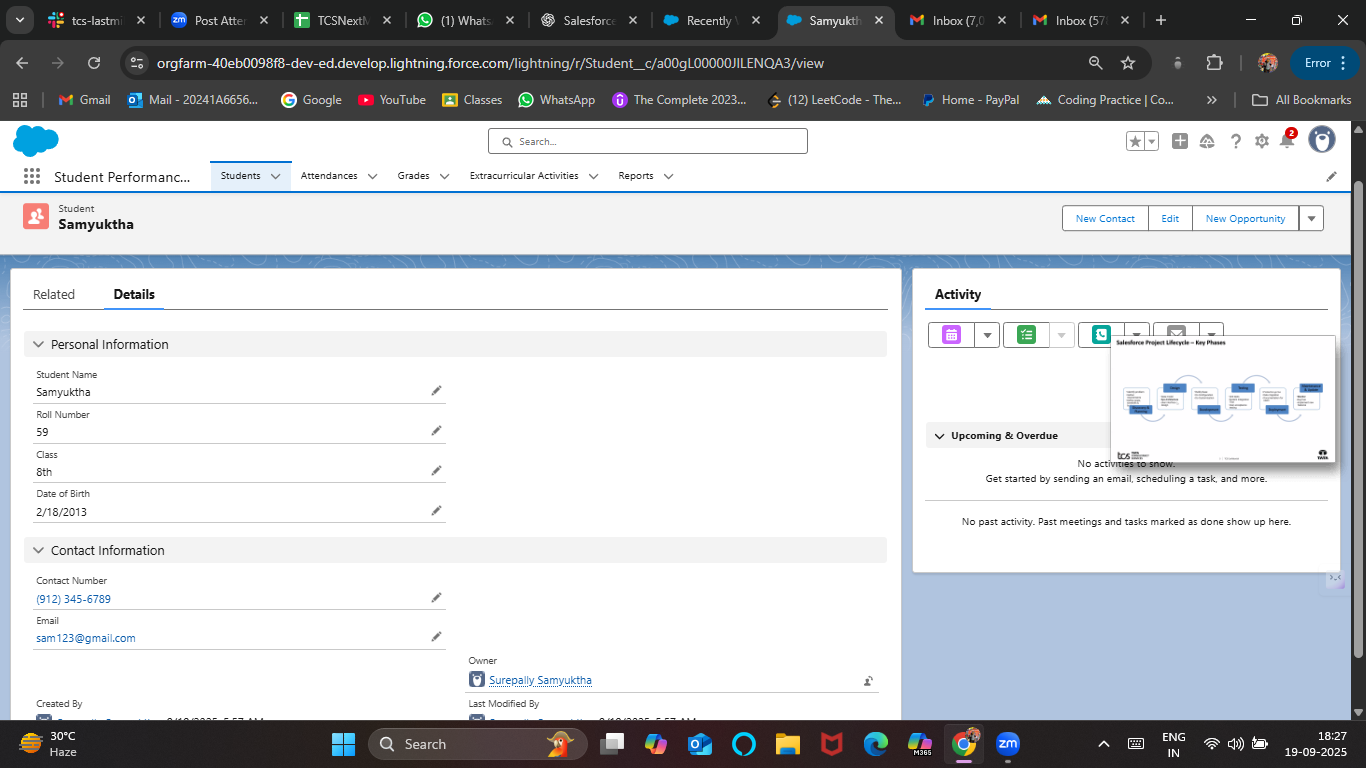 tcs-lastmi
Post Atter
TCSNextM
(1) Whats
Salesforce
Recently
Samyukth
Inbox (7,0
Inbox (57
orgfarm-40eb0098f8-dev-ed.develop.lightning.force.com/lightning/r/Student__c/a00gL00000JILENQA3/view
Error
Gmail
Mail - 20241A6656...
Google
YouTube
Classes
WhatsApp
The Complete 2023...
(12) LeetCode - The...
Home - PayPal
Coding Practice | Co...
All Bookmarks
Search...
2
Student Performanc...
Students
Attendances
Grades
Extracurricular Activities
Reports
Student
Samyuktha
New Contact
Edit
New Opportunity
Related
Details
Personal Information
Student Name
Samyuktha
Roll Number
59
Class
8th
Date of Birth
2/18/2013
Contact Information
Contact Number
(912) 345-6789
Email
sam123@gmail.com
Owner
Surepally Samyuktha
Created By
Last Modified By
Activity
Salesforce Project Lifecycle – Key Phases
tcs
TATA
Upcoming & Overdue
No activities to show.
Get started by sending an email, scheduling a task, and more.
No past activity. Past meetings and tasks marked as done show up here.
30°C
Haze
Search
M365
zm
ENG
IN
18:27
19-09-2025